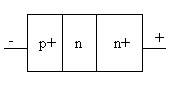 - p+ n n+ +